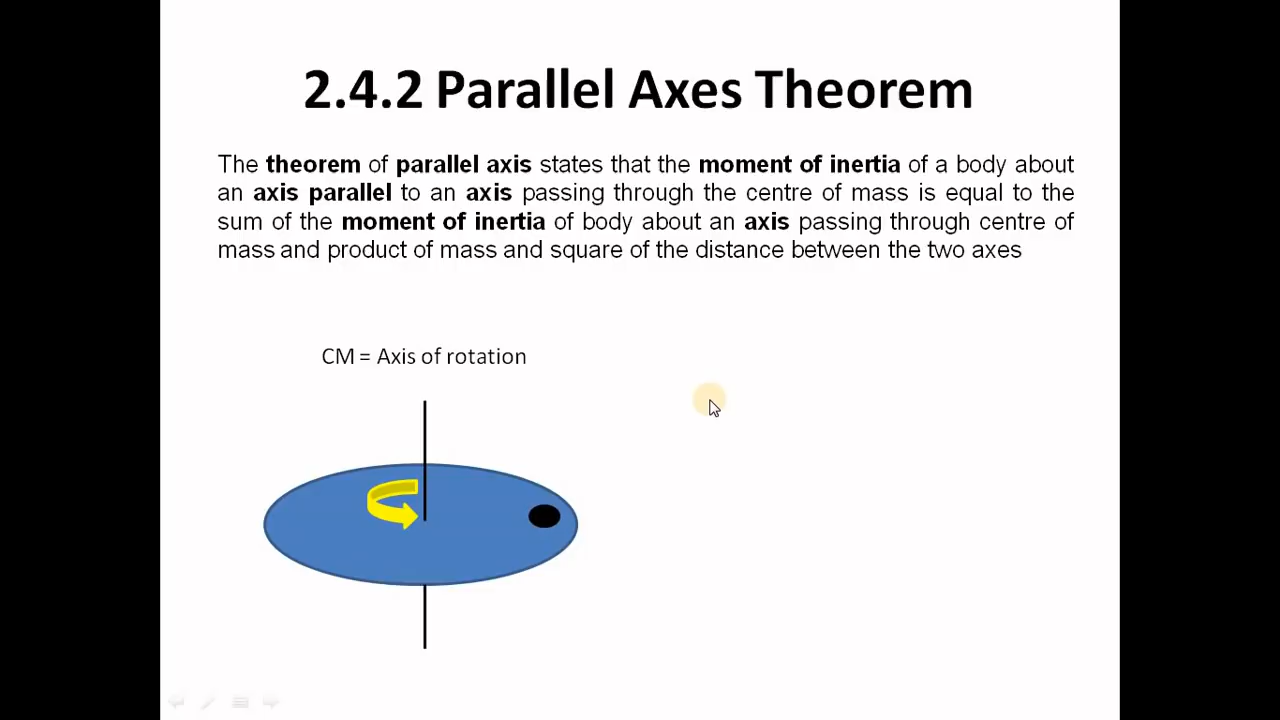 2.4.2 Parallel Axes Theorem
The theorem of parallel axis states that the moment of inertia of a body about
an axis parallel to an axis passing through the centre of mass is equal to the
sum of the moment of inertia of body about an axis passing through centre of
mass and product of mass and square of the distance between the two axes
CM = Axis of rotation